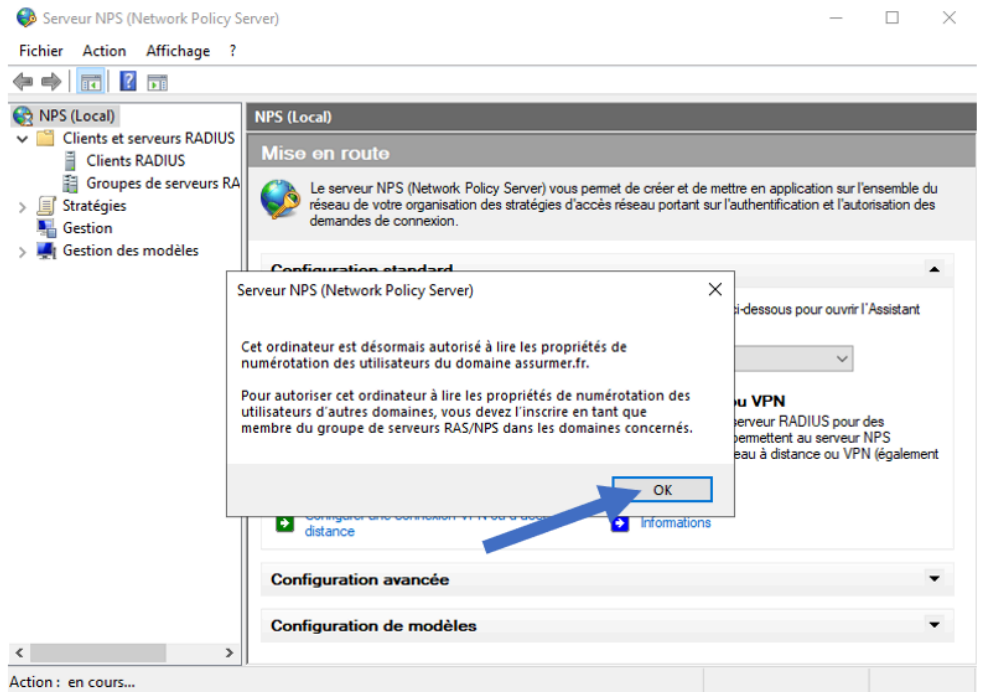 Serveur NPS (Network Policy Server)
Fichier Action Affichage ?
NPS (Local)
Clients et serveurs RADIUS
Clients RADIUS
Groupes de serveurs RA
Stratégies
Gestion
Gestion des modèles
NPS (Local)
Mise en route
Le serveur NPS (Network Policy Server) vous permet de créer et de mettre en application sur l'ensemble du
réseau de votre organisation des stratégies d'accès réseau portant sur l'authentification et l'autorisation des
demandes de connexion.
Configuration standard
ci-dessous pour ouvrir l'Assistant
ou VPN
serveur RADIUS pour des
permettent au serveur NPS
eau à distance ou VPN (également
Serveur NPS (Network Policy Server)
Cet ordinateur est désormais autorisé à lire les propriétés de
numérotation des utilisateurs du domaine assurmer.fr.
Pour autoriser cet ordinateur à lire les propriétés de numérotation des
utilisateurs d'autres domaines, vous devez l'inscrire en tant que
membre du groupe de serveurs RAS/NPS dans les domaines concernés.
OK
Configurer une connexion VPN ou
distance
Informations
Configuration avancée
Configuration de modèles
Action : en cours...